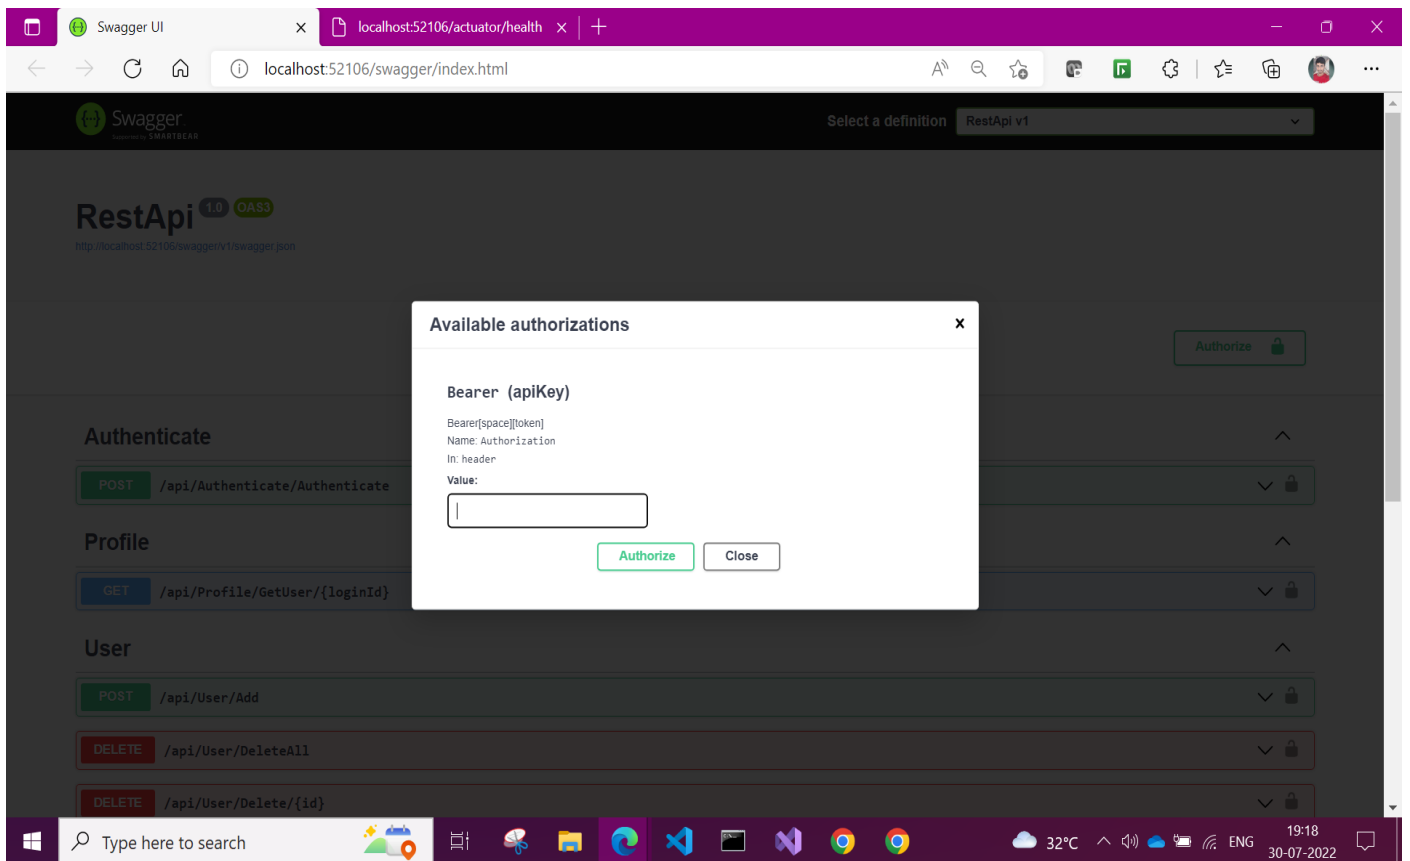 Swagger UI
localhost:52106/actuator/health
localhost:52106/swagger/index.html
Swagger
Supported by SMARTBEAR
Select a definition
RestApi v1
RestApi 1.0 OAS3
http://localhost:52106/swagger/v1/swagger.json
Available authorizations
x
Authorize
Bearer (apiKey)
Bearer[space][token]
Name: Authorization
In: header
Value:
Authorize
Close
Authenticate
POST /api/Authenticate/Authenticate
Profile
GET /api/Profile/GetUser/{loginId}
User
POST /api/User/Add
DELETE /api/User/DeleteAll
DELETE /api/User/Delete/{id}
Type here to search
32°C
ENG
19:18
30-07-2022